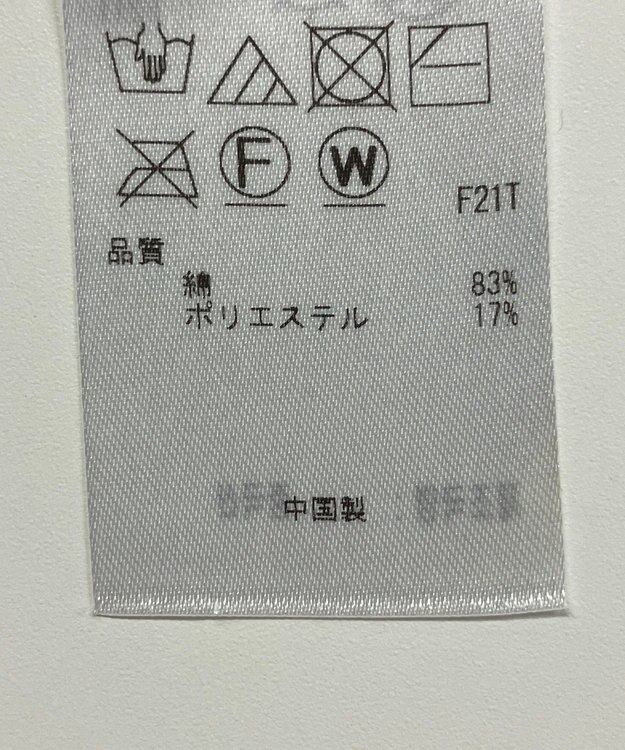 F W
F21T
品質
綿 83%
ポリエステル 17%
中国製